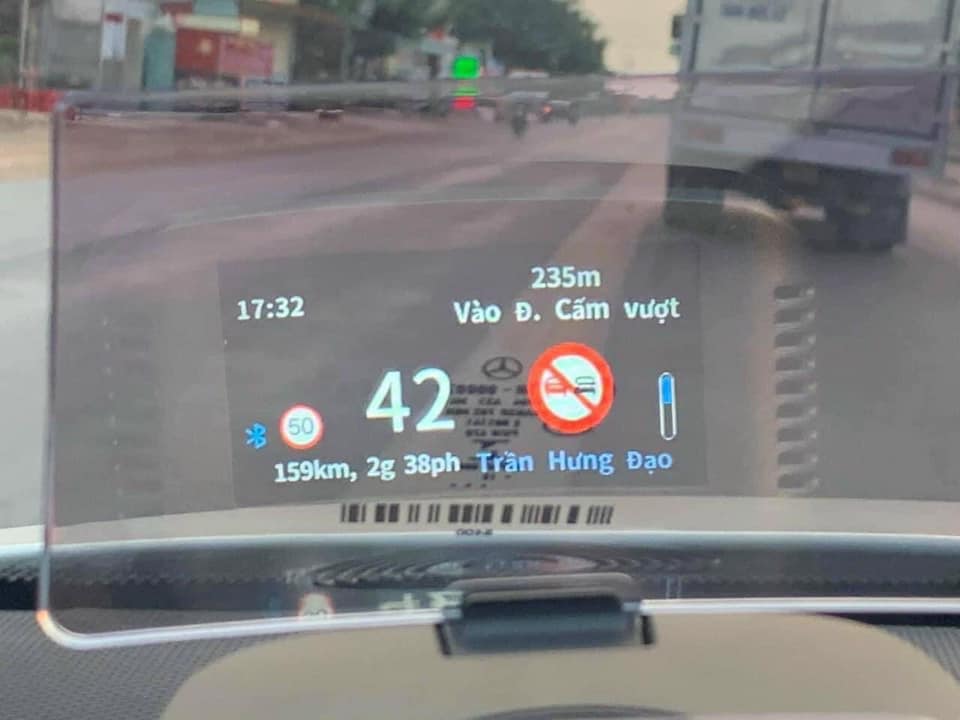 235m
17:32
Vào Đ. Cấm vượt
42
50
159km, 2g 38ph Trần Hưng Đạo